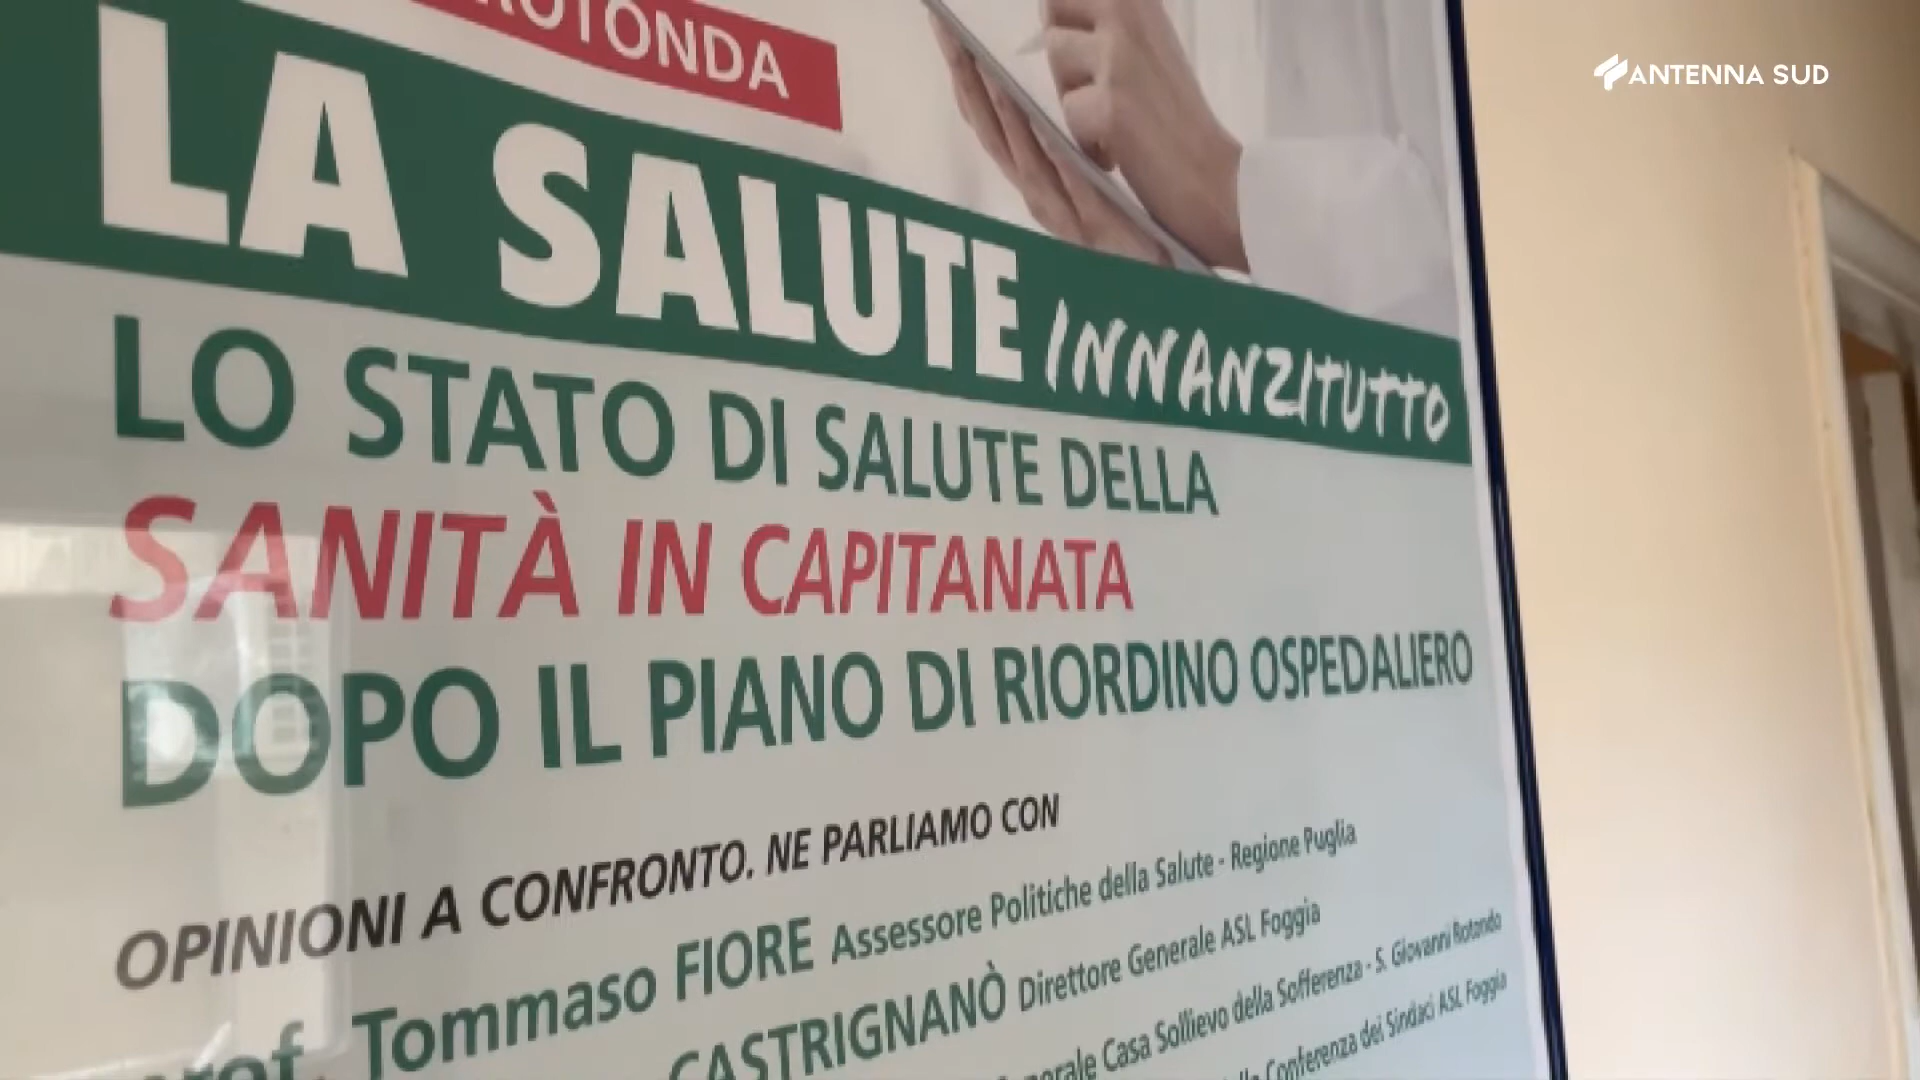 ROTONDA
ANTENNA SUD
LA SALUTE INNANZITUTTO
LO STATO DI SALUTE DELLA
SANITÀ IN CAPITANATA
DOPO IL PIANO DI RIORDINO OSPEDALIERO
OPINIONI A CONFRONTO. NE PARLIAMO CON
Prof. Tommaso FIORE Assessore Politiche della Salute - Regione Puglia
CASTRIGNANÒ Direttore Generale ASL Foggia
Generale Casa Sollievo della Sofferenza - S. Giovanni Rotondo
Conferenza dei Sindaci ASL Foggia